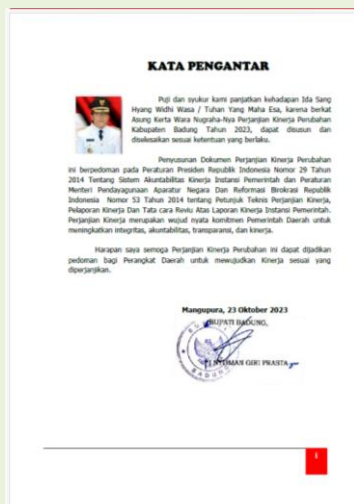 KATA PENGANTAR
Puji dan syukur kami panjatkan kehadapan Ida Sang
Hyang Widhi Wasa / Tuhan Yang Maha Esa, karena berkat
Asung Kerta Wara Nugraha-Nya Perjanjian Kinerja Perubahan
Kabupaten Badung Tahun 2023, dapat disusun dan
diselesaikan sesuai ketentuan yang berlaku.
Penyusunan Dokumen Perjanjian Kinerja Perubahan
ini berpedoman pada Peraturan Presiden Republik Indonesia Nomor 29 Tahun
2014 Tentang Sistem Akuntabilitas Kinerja Instansi Pemerintah dan Peraturan
Menteri Pendayagunaan Aparatur Negara Dan Reformasi Birokrasi Republik
Indonesia Nomor 53 Tahun 2014 tentang Petunjuk Teknis Perjanjian Kinerja,
Pelaporan Kinerja Dan Tata cara Reviu Atas Laporan Kinerja Instansi Pemerintah.
Perjanjian Kinerja merupakan wujud nyata komitmen Pemerintah Daerah untuk
meningkatkan integritas, akuntabilitas, transparansi, dan kinerja.
Harapan saya semoga Perjanjian Kinerja Perubahan ini dapat dijadikan
pedoman bagi Perangkat Daerah untuk mewujudkan Kinerja sesuai yang
diperjanjikan.
Mangupura, 23 Oktober 2023
BUPATI BADUNG,
BADUNG
I NYOMAN GIRI PRASTA